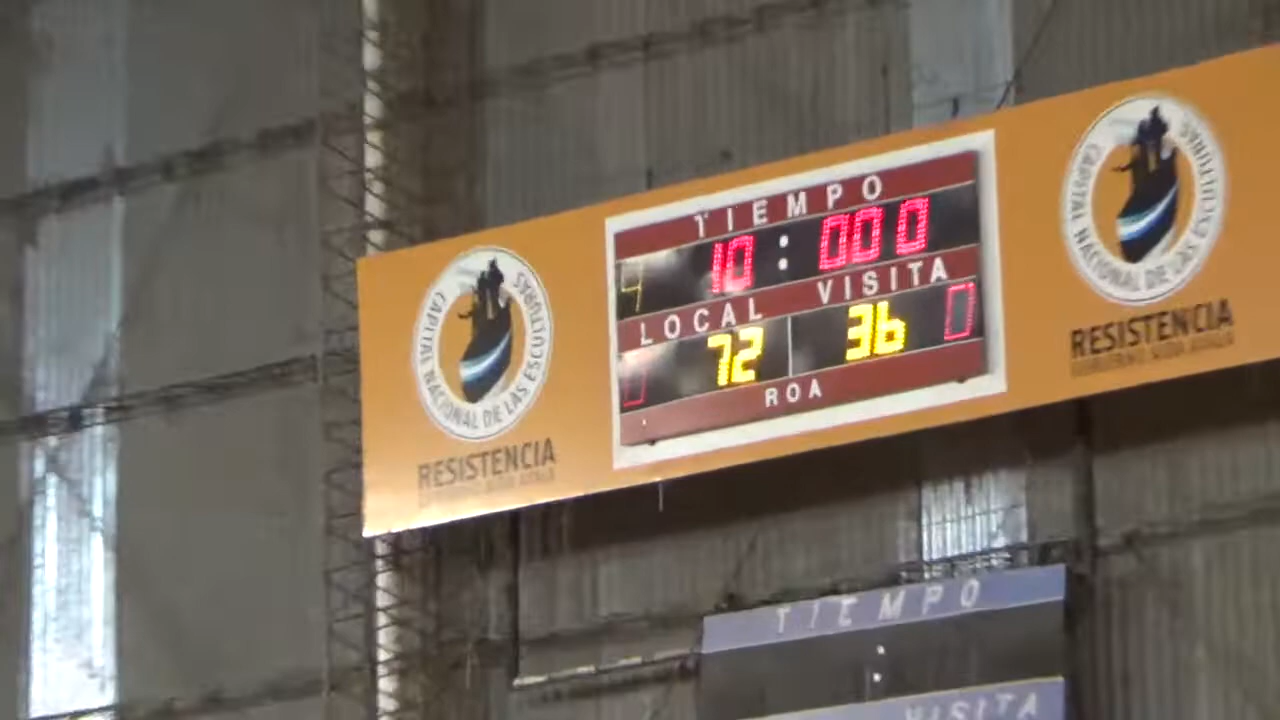 CAPITAL NACIONAL DE LAS ESCULTURAS
RESISTENCIA
TIEMPO
4 10 : 00 0
LOCAL VISITA
0 72 36 0
ROA
CAPITAL NACIONAL DE LAS ESCULTURAS
RESISTENCIA
TIEMPO
:
VISITA